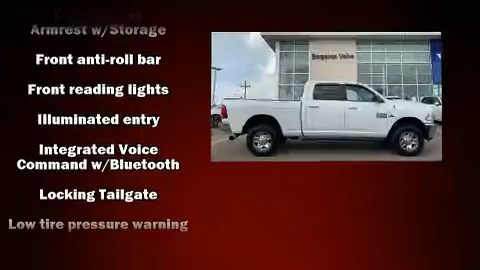 Armrest w/Storage
Front anti-roll bar
Front reading lights
Illuminated entry
Integrated Voice
Command w/Bluetooth
Locking Tailgate
Low tire pressure warning